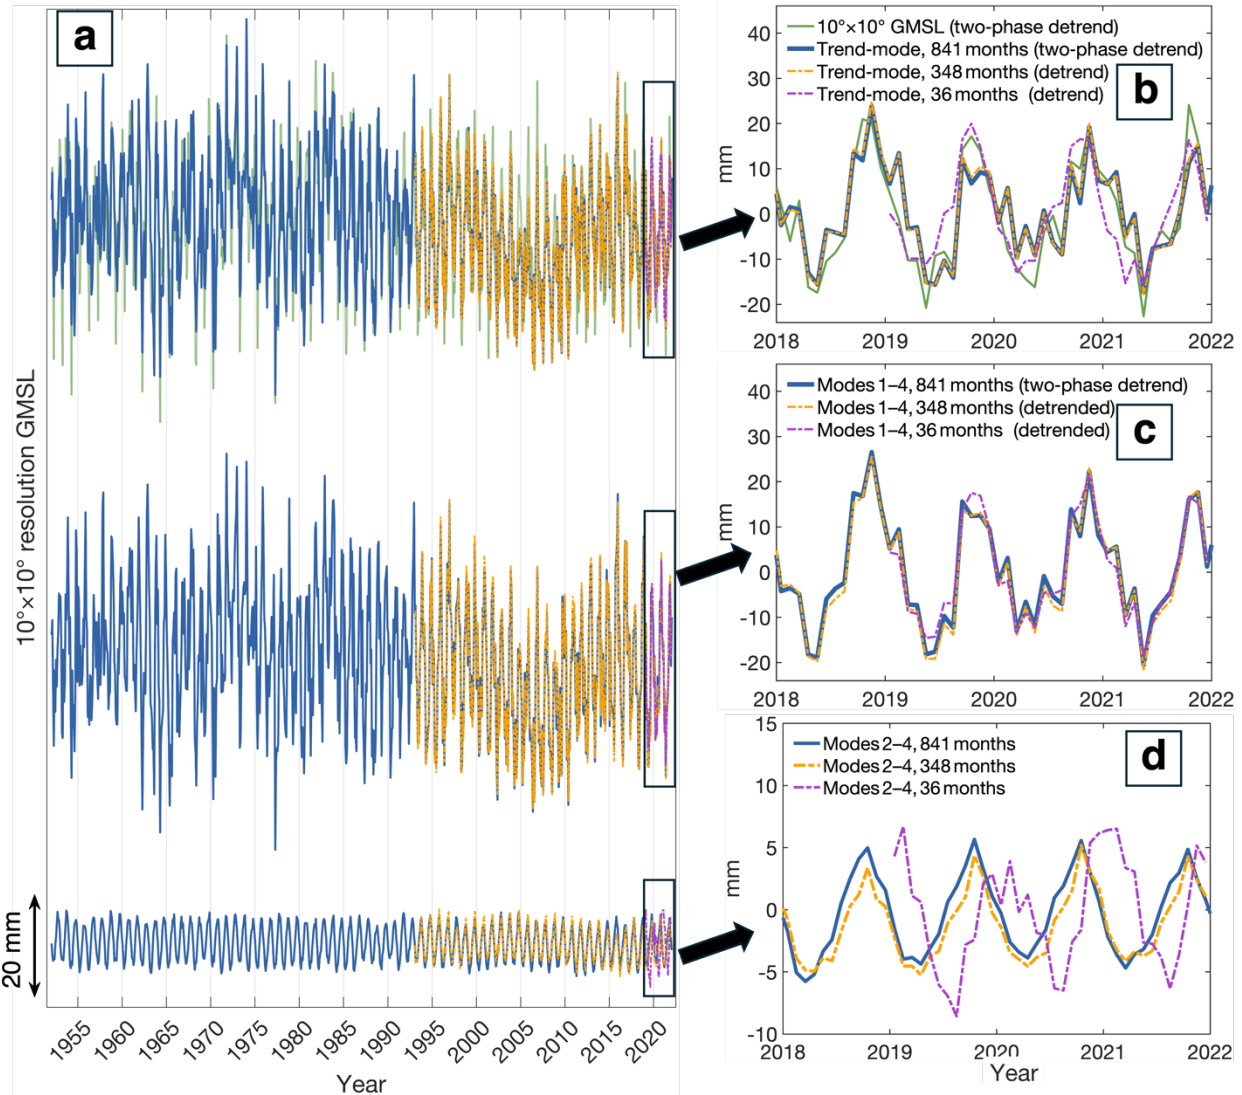 a
10°×10° resolution GMSL
20 mm
1955
1960
1965
1970
1975
1980
1985
1990
1995
2000
2005
2010
2015
2020
Year
b
10°×10° GMSL (two-phase detrend)
Trend-mode, 841 months (two-phase detrend)
Trend-mode, 348 months (detrend)
Trend-mode, 36 months (detrend)
mm
40
30
20
10
0
-10
-20
2018
2019
2020
2021
2022
c
Modes 1–4, 841 months (two-phase detrend)
Modes 1–4, 348 months (detrended)
Modes 1–4, 36 months (detrended)
mm
40
30
20
10
0
-10
-20
2018
2019
2020
2021
2022
d
Modes 2–4, 841 months
Modes 2–4, 348 months
Modes 2–4, 36 months
mm
15
10
5
0
-5
-10
2018
2019
2020
2021
2022
Year